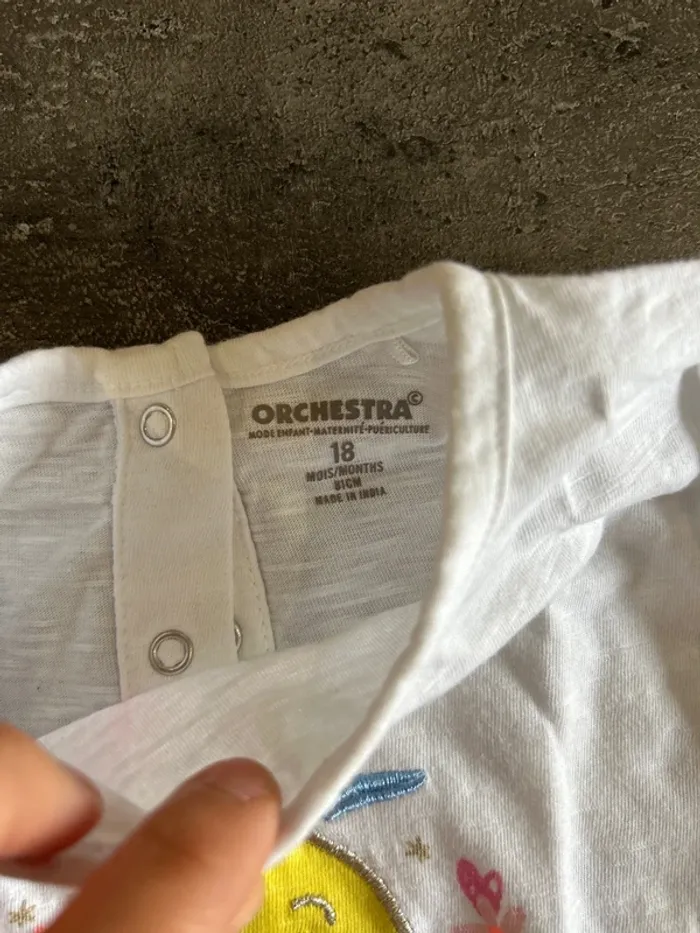 ORCHESTRA©
MODE ENFANT-MATERNITÉ-PUÉRICULTURE
18
MOIS/MONTHS
81CM
MADE IN INDIA